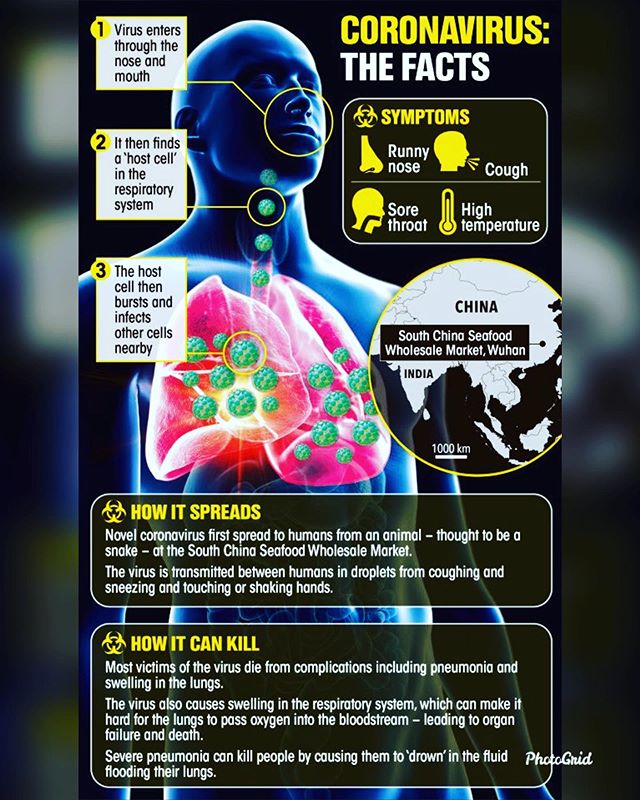 CORONAVIRUS:
THE FACTS
1 Virus enters
through the
nose and
mouth
2 It then finds
a 'host cell'
in the
respiratory
system
3 The host
cell then
bursts and
infects
other cells
nearby
SYMPTOMS
Runny
nose
Cough
Sore
throat
High
temperature
CHINA
South China Seafood
Wholesale Market, Wuhan
INDIA
1000 km
HOW IT SPREADS
Novel coronavirus first spread to humans from an animal – thought to be a
snake – at the South China Seafood Wholesale Market.
The virus is transmitted between humans in droplets from coughing and
sneezing and touching or shaking hands.
HOW IT CAN KILL
Most victims of the virus die from complications including pneumonia and
swelling in the lungs.
The virus also causes swelling in the respiratory system, which can make it
hard for the lungs to pass oxygen into the bloodstream – leading to organ
failure and death.
Severe pneumonia can kill people by causing them to 'drown' in the fluid
flooding their lungs.
PhotoGrid